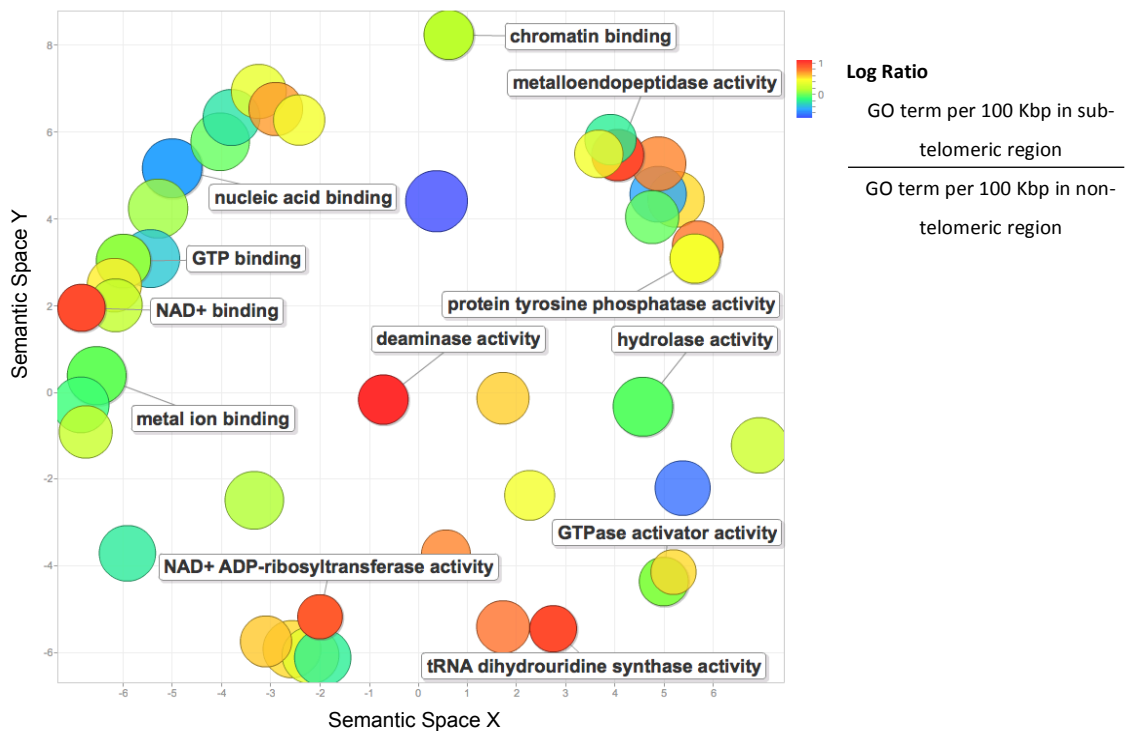 chromatin binding
metalloendopeptidase activity
nucleic acid binding
GTP binding
NAD+ binding
protein tyrosine phosphatase activity
deaminase activity
hydrolase activity
metal ion binding
GTPase activator activity
NAD+ ADP-ribosyltransferase activity
tRNA dihydrouridine synthase activity
8
6
4
2
0
-2
-4
-6
-6
-5
-4
-3
-2
-1
0
1
2
3
4
5
6
Semantic Space Y
Semantic Space X
1
0
Log Ratio
GO term per 100 Kbp in sub-
telomeric region
GO term per 100 Kbp in non-
telomeric region